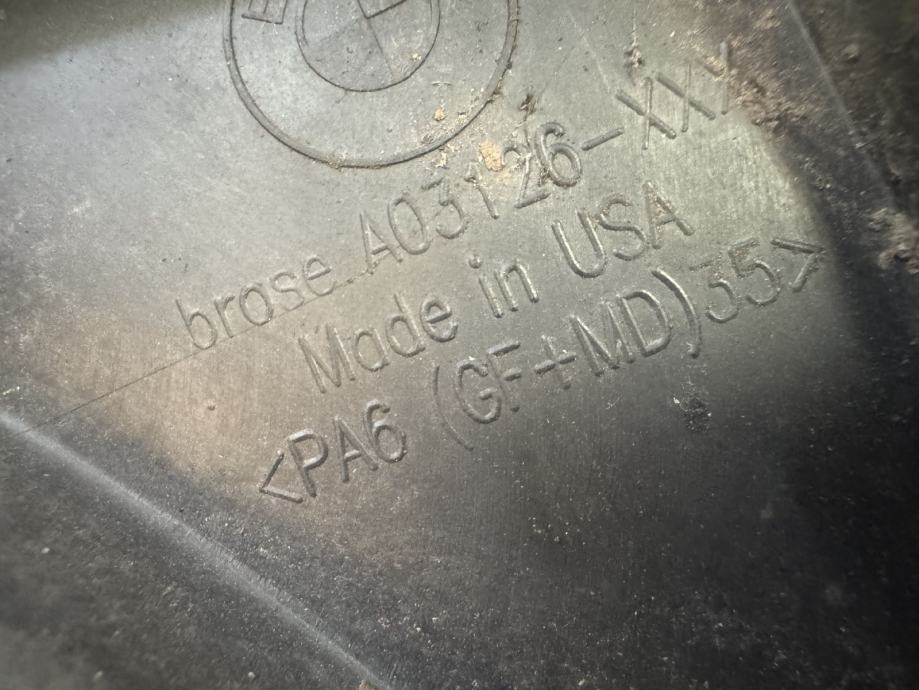 brose A03126-XXX
Made in USA
<PA6 (GF+MD)35>